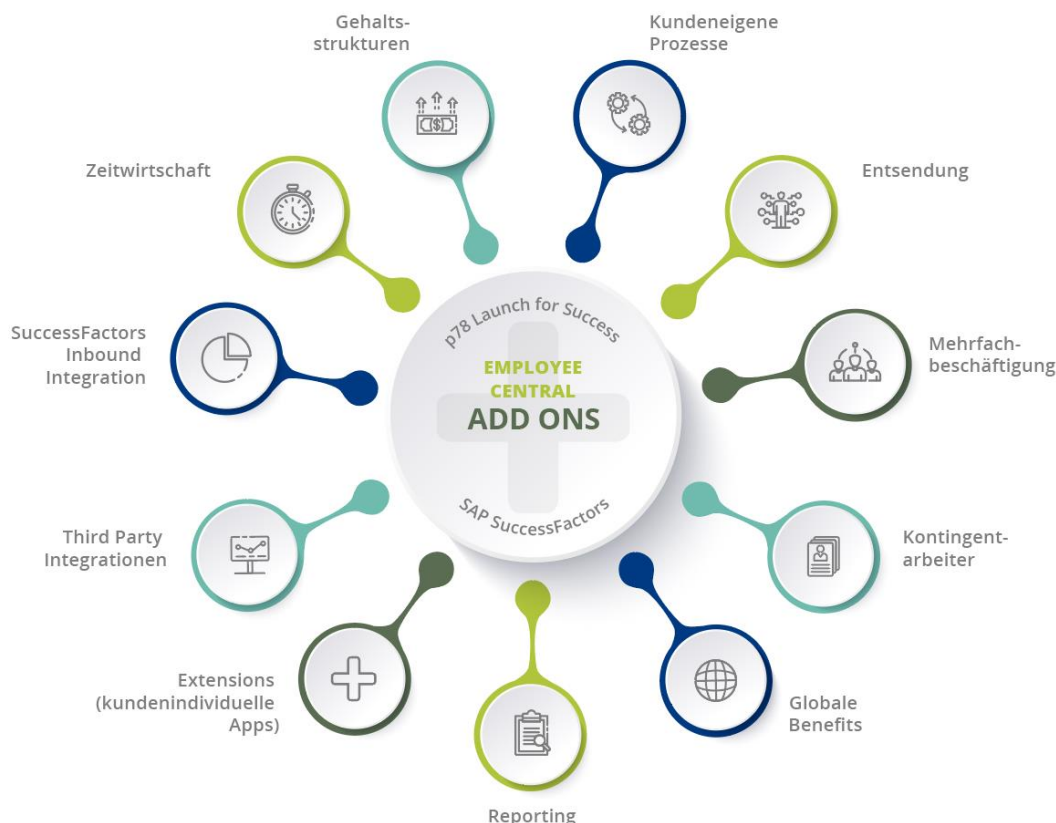 Gehalts-
strukturen
Kundeneigene
Prozesse
Zeitwirtschaft
Entsendung
SuccessFactors
Inbound
Integration
p78 Launch for Success
EMPLOYEE
CENTRAL
ADD ONS
SAP SuccessFactors
Mehrfach-
beschäftigung
Third Party
Integrationen
Kontingent-
arbeiter
Extensions
(kundenindividuelle
Apps)
Globale
Benefits
Reporting